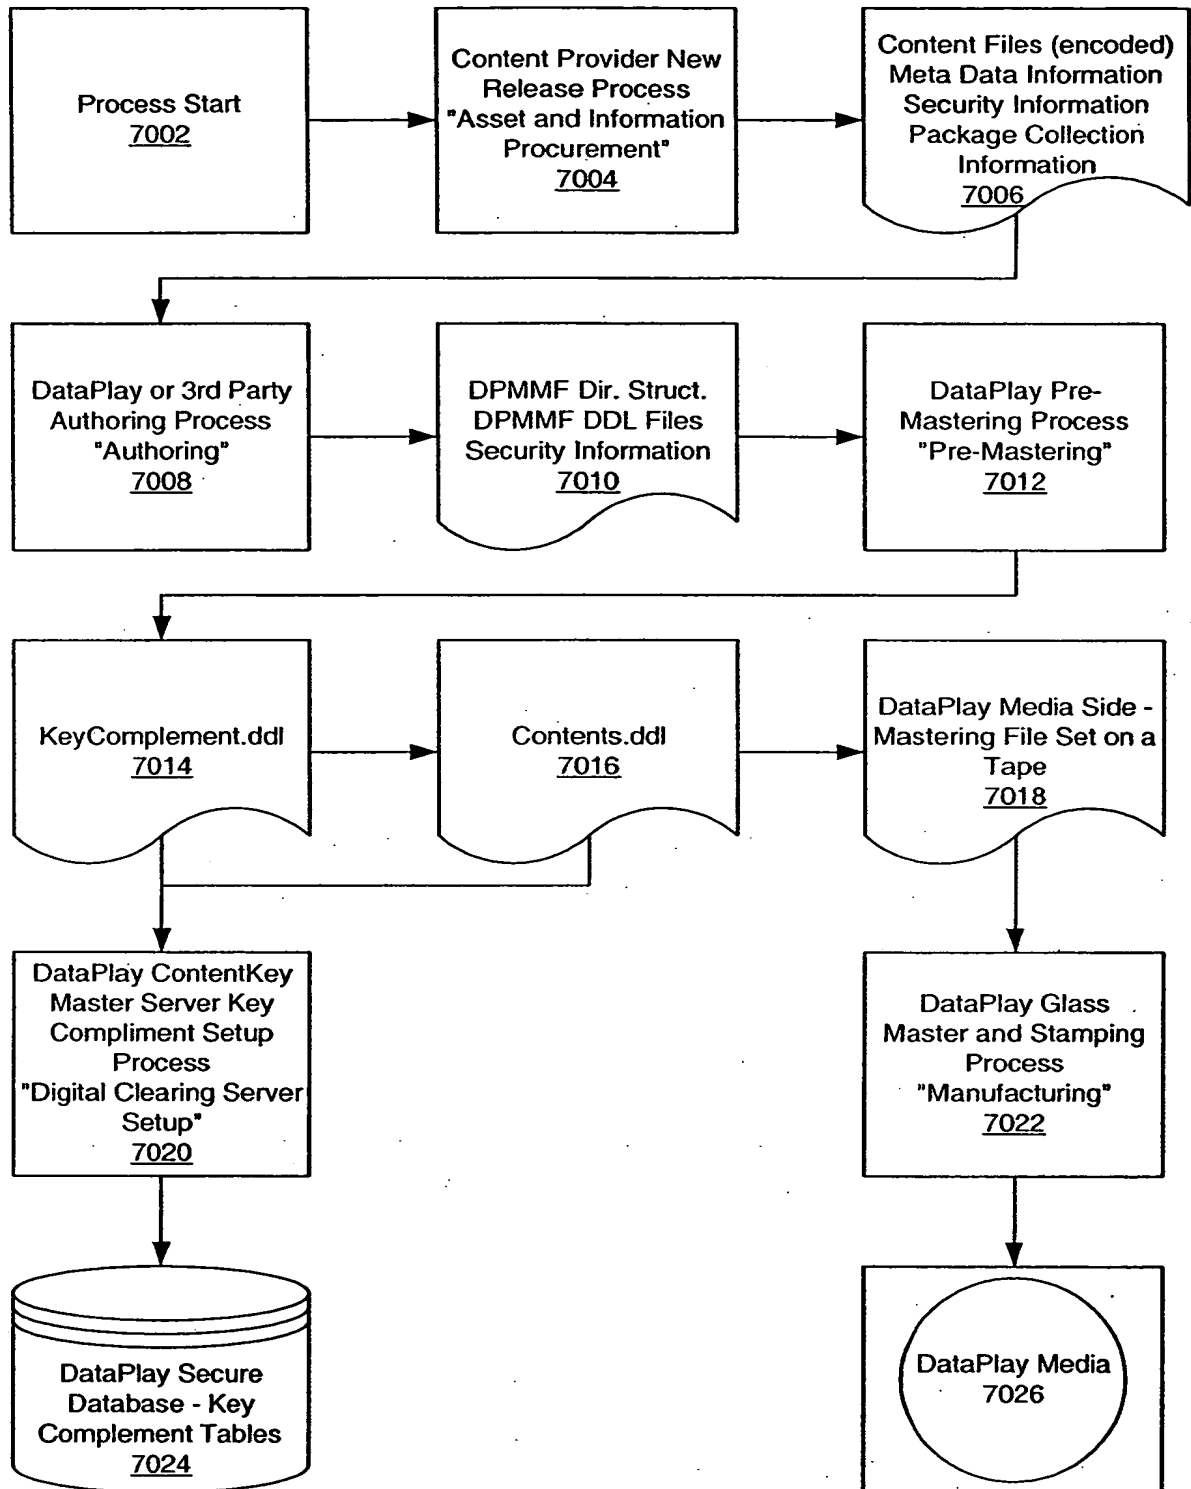 Process Start
7002
Content Provider New
Release Process
"Asset and Information
Procurement"
7004
Content Files (encoded)
Meta Data Information
Security Information
Package Collection
Information
7006
DataPlay or 3rd Party
Authoring Process
"Authoring"
7008
DPMMF Dir. Struct.
DPMMF DDL Files
Security Information
7010
DataPlay Pre-
Mastering Process
"Pre-Mastering"
7012
KeyComplement.ddl
7014
Contents.ddl
7016
DataPlay Media Side -
Mastering File Set on a
Tape
7018
DataPlay ContentKey
Master Server Key
Compliment Setup
Process
"Digital Clearing Server
Setup"
7020
DataPlay Glass
Master and Stamping
Process
"Manufacturing"
7022
DataPlay Secure
Database - Key
Complement Tables
7024
DataPlay Media
7026